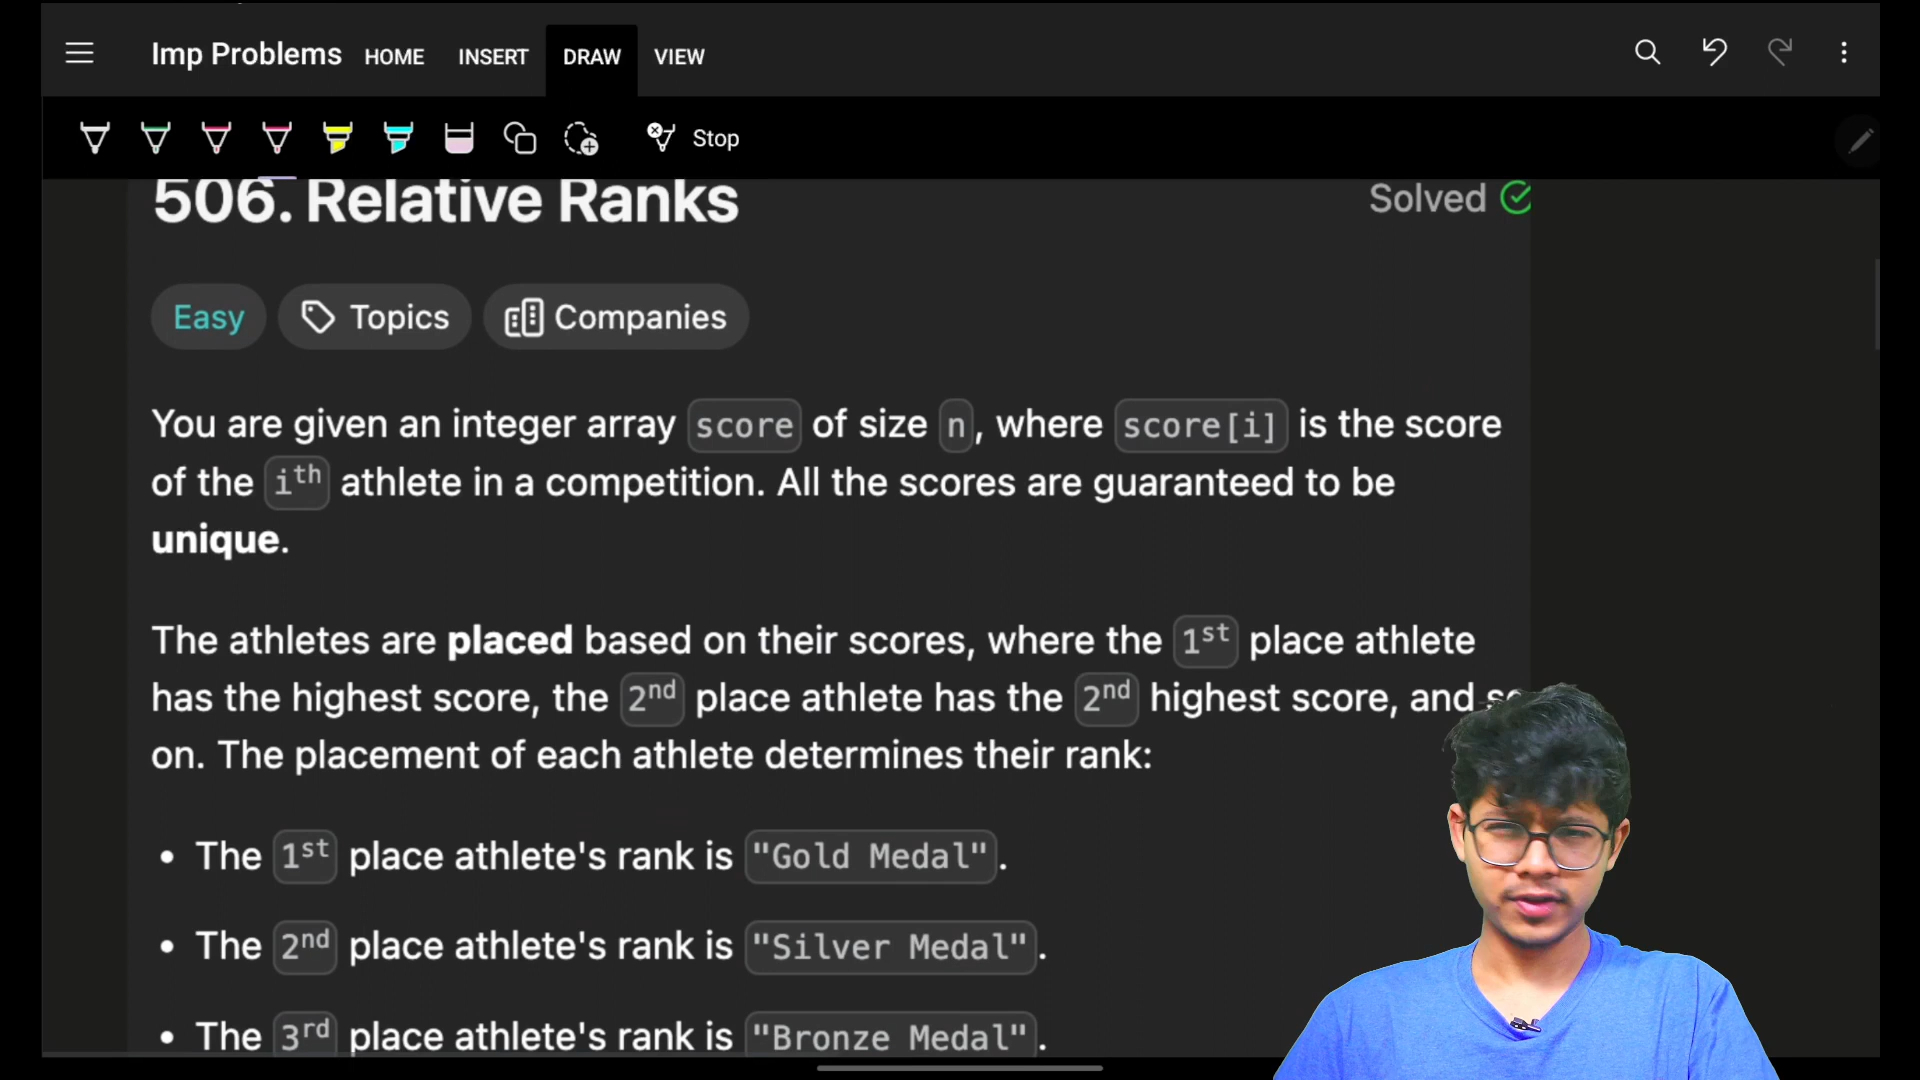 Imp Problems HOME INSERT DRAW VIEW
Stop
506. Relative Ranks Solved
Easy Topics Companies
You are given an integer array score of size n, where score[i] is the score
of the ith athlete in a competition. All the scores are guaranteed to be
unique.
The athletes are placed based on their scores, where the 1st place athlete
has the highest score, the 2nd place athlete has the 2nd highest score, and
on. The placement of each athlete determines their rank:
• The 1st place athlete's rank is "Gold Medal".
• The 2nd place athlete's rank is "Silver Medal".
• The 3rd place athlete's rank is "Bronze Medal".